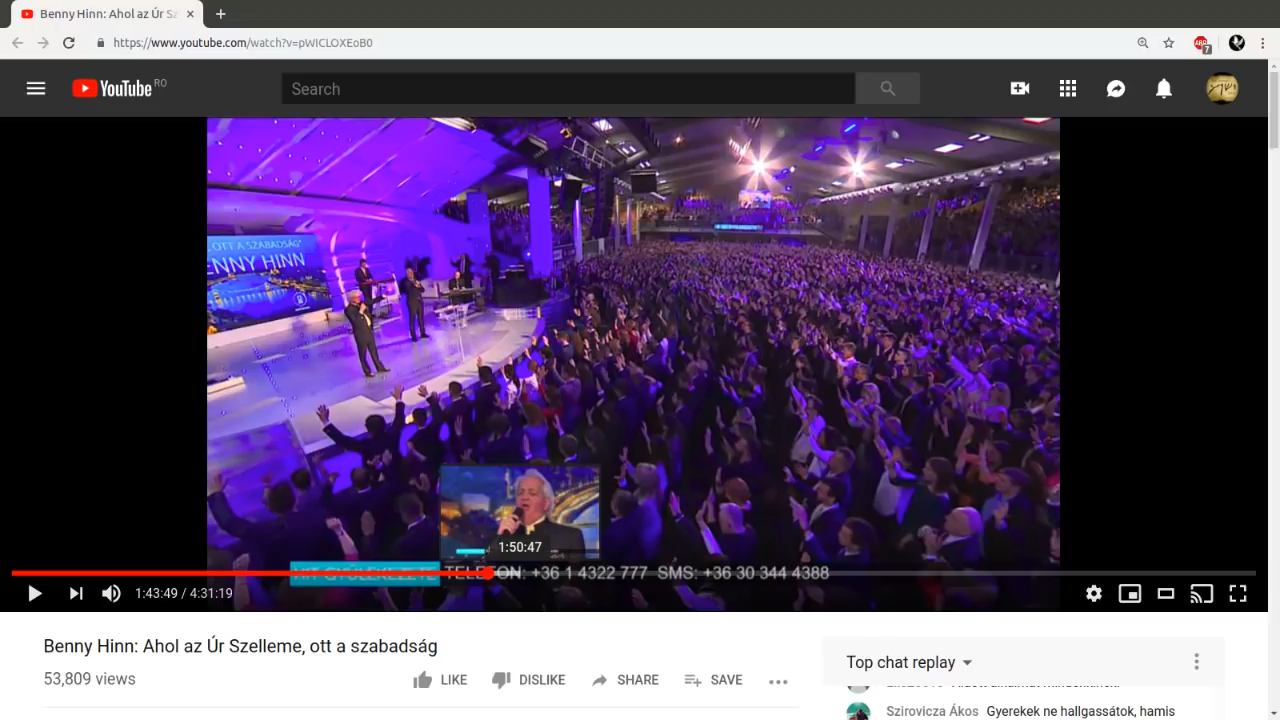 Benny Hinn: Ahol az Úr Sz
https://www.youtube.com/watch?v=pWICLOXEoB0
7
YouTube RO
Search
OTT A SZABADSÁG"
ENNY HINN
1:50:47
HIT GYÜLEKEZETE TELEFON: +36 1 4322 777 SMS: +36 30 344 4388
1:43:49 / 4:31:19
Benny Hinn: Ahol az Úr Szelleme, ott a szabadság
53,809 views
LIKE DISLIKE SHARE SAVE
Top chat replay
Szirovicza Ákos Gyerekek ne hallgassátok, hamis